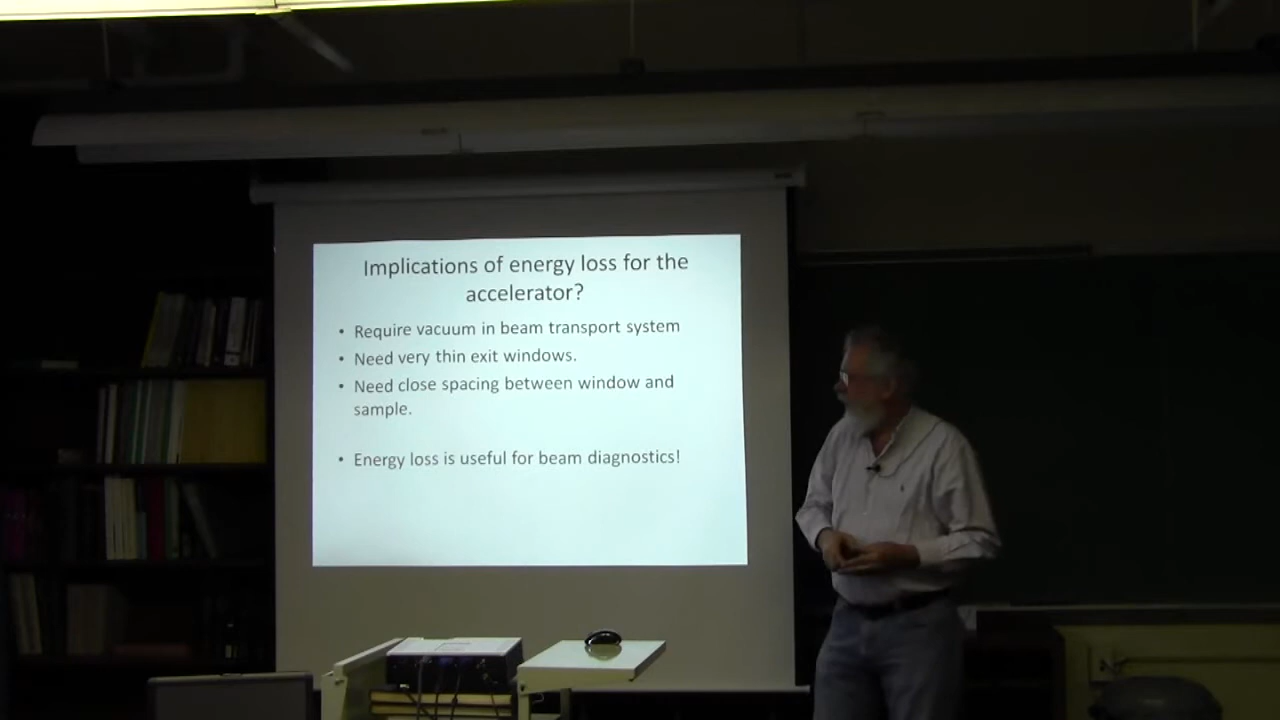 Implications of energy loss for the
accelerator?
• Require vacuum in beam transport system
• Need very thin exit windows.
• Need close spacing between window and
sample.
• Energy loss is useful for beam diagnostics!